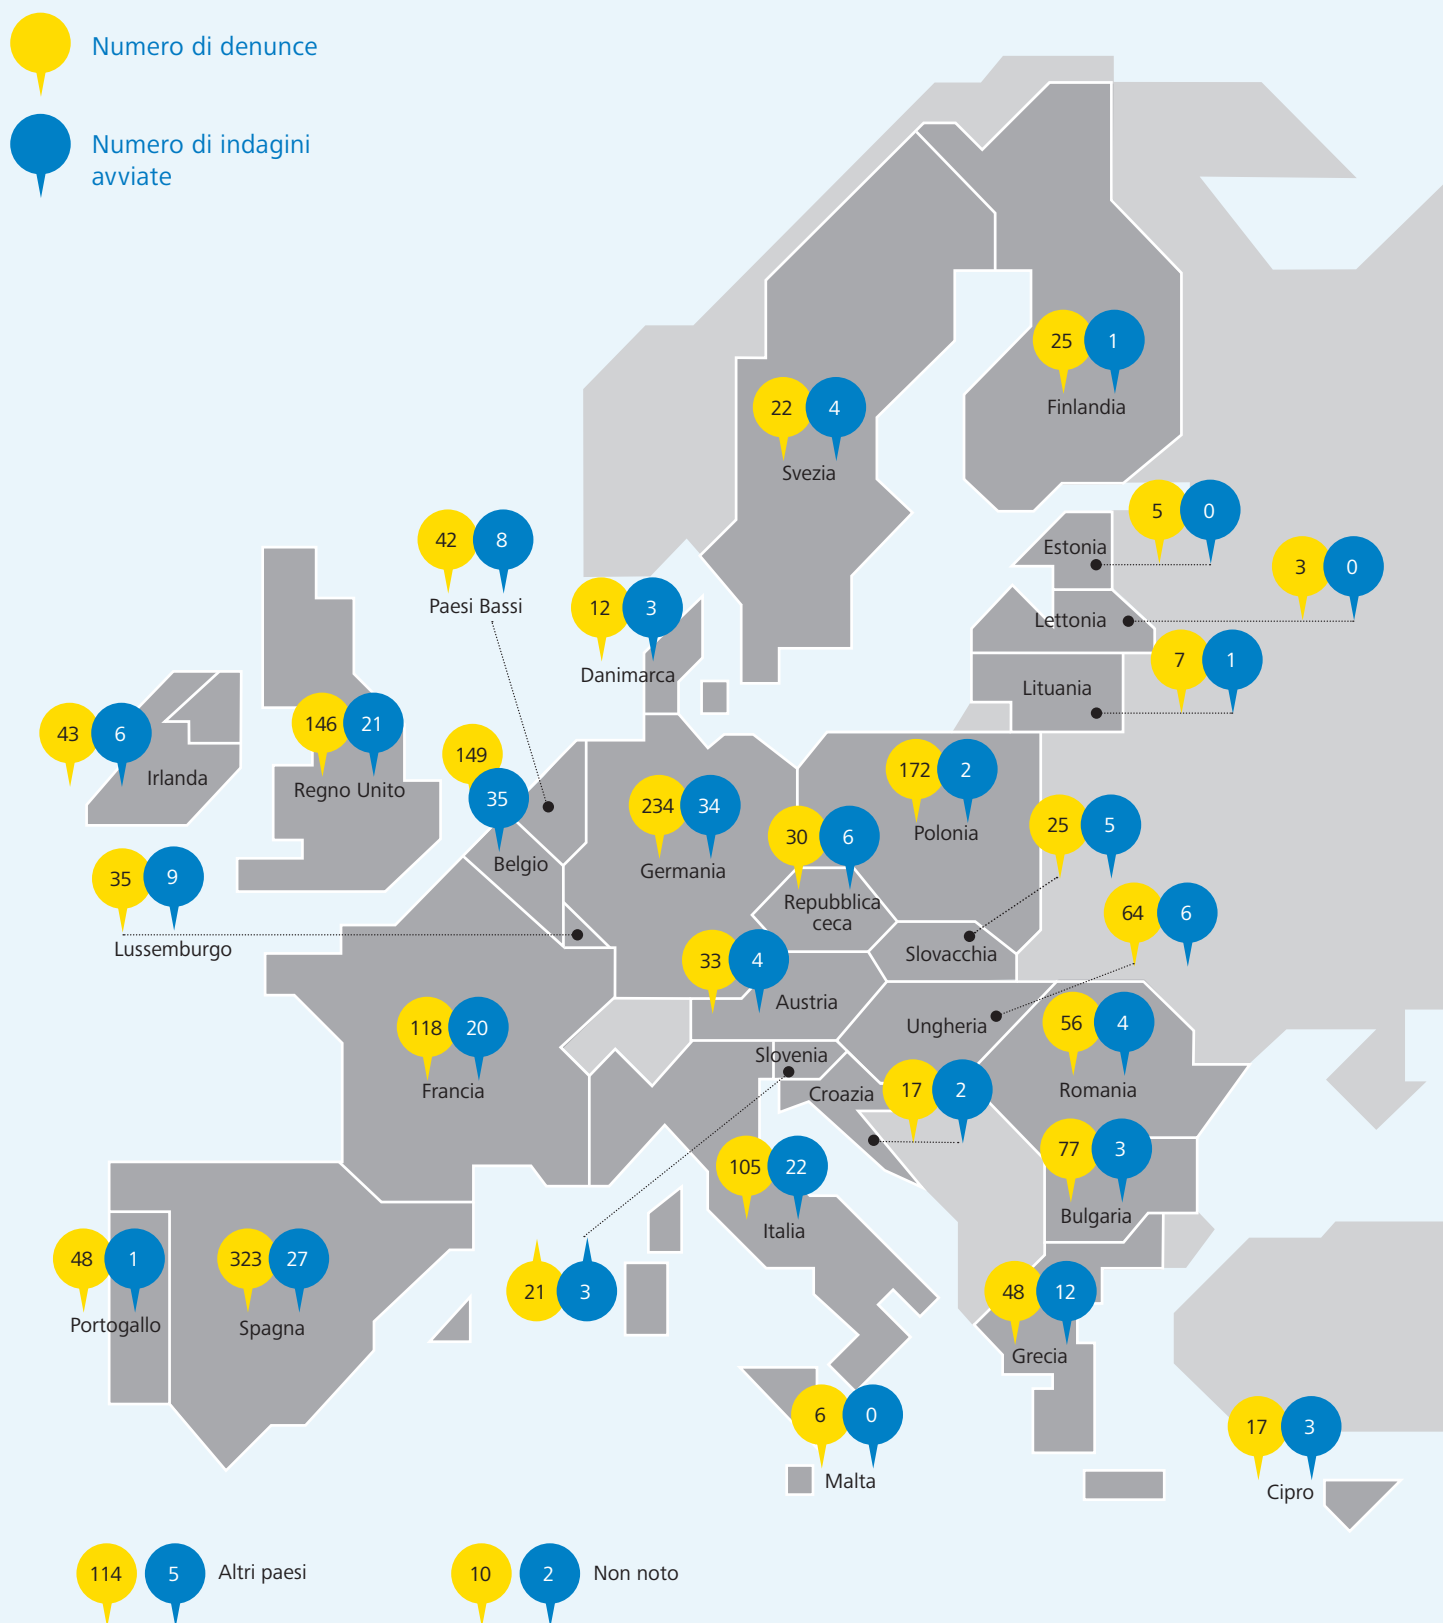 Numero di denunce
Numero di indagini
avviate
25 1
Finlandia
22 4
Svezia
5 0
Estonia
3 0
Lettonia
7 1
Lituania
42 8
Paesi Bassi
12 3
Danimarca
43 6
Irlanda
146 21
Regno Unito
149
35
Belgio
234 34
Germania
172 2
Polonia
30 6
Repubblica
ceca
25 5
Slovacchia
35 9
Lussemburgo
64 6
Ungheria
33 4
Austria
118 20
Francia
56 4
Romania
Slovenia
21 3
Croazia
17 2
77 3
Bulgaria
105 22
Italia
48 1
Portogallo
323 27
Spagna
48 12
Grecia
6 0
Malta
17 3
Cipro
114 5 Altri paesi
10 2 Non noto